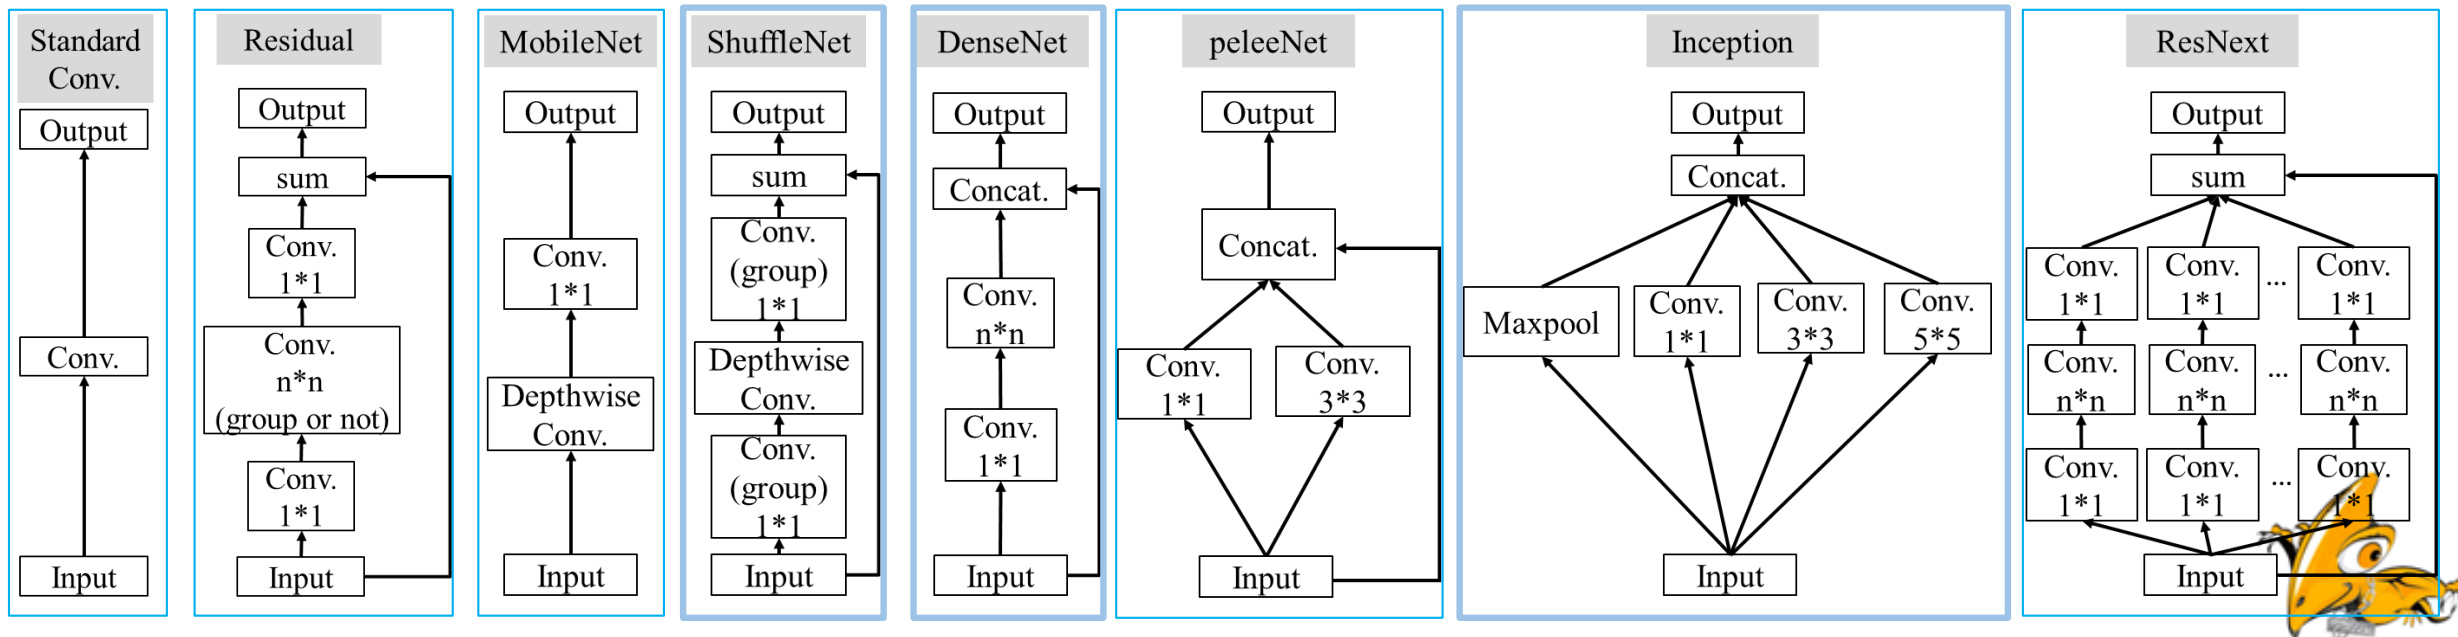 Standard
Conv.
Output
Conv.
Input
Residual
Output
sum
Conv.
1*1
Conv.
n*n
(group or not)
Conv.
1*1
Input
MobileNet
Output
Conv.
1*1
Depthwise
Conv.
Input
ShuffleNet
Output
sum
Conv.
(group)
1*1
Depthwise
Conv.
Conv.
(group)
1*1
Input
DenseNet
Output
Concat.
Conv.
n*n
Conv.
1*1
Input
peleeNet
Output
Concat.
Conv.
1*1
Conv.
3*3
Input
Inception
Output
Concat.
Maxpool
Conv.
1*1
Conv.
3*3
Conv.
5*5
Input
ResNext
Output
sum
Conv.
1*1
Conv.
1*1
...
Conv.
1*1
Conv.
n*n
Conv.
n*n
...
Conv.
n*n
Conv.
1*1
Conv.
1*1
...
Conv.
1*1
Input